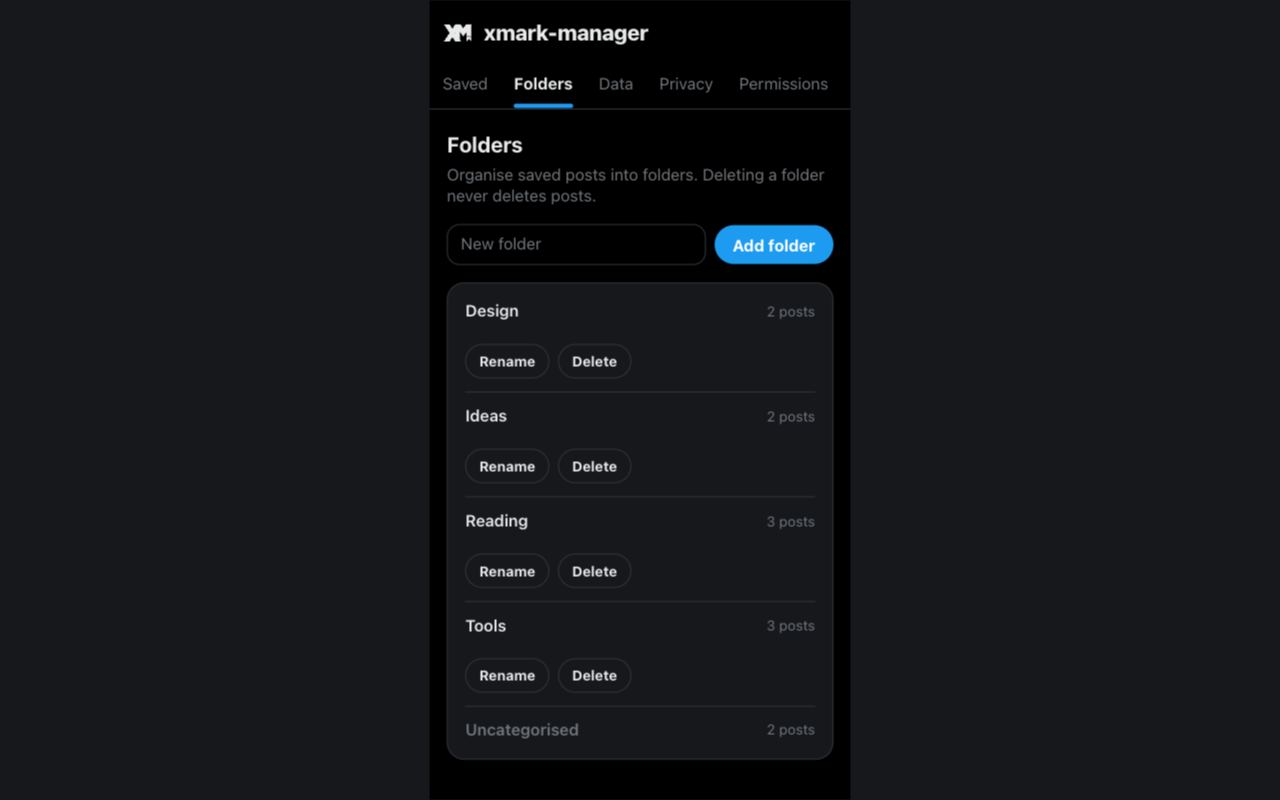 XM xmark-manager
Saved Folders Data Privacy Permissions
Folders
Organise saved posts into folders. Deleting a folder
never deletes posts.
New folder Add folder
Design 2 posts
Rename Delete
Ideas 2 posts
Rename Delete
Reading 3 posts
Rename Delete
Tools 3 posts
Rename Delete
Uncategorised 2 posts